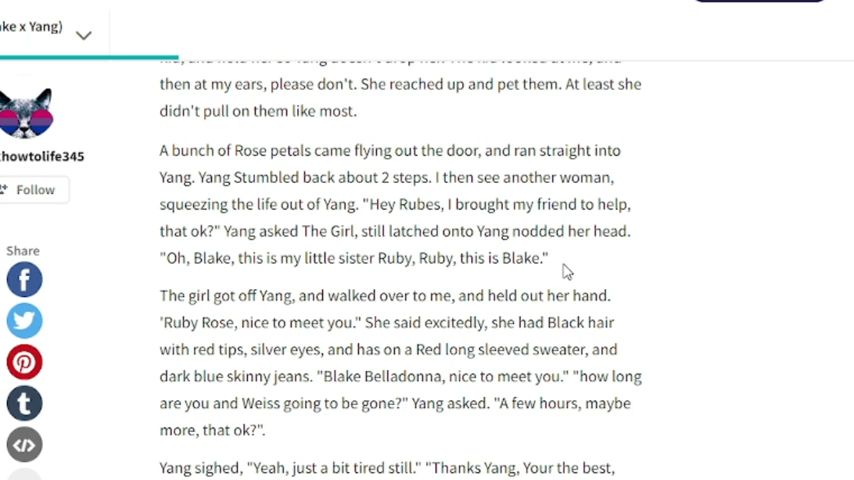 ake x Yang)
then at my ears, please don't. She reached up and pet them. At least she
didn't pull on them like most.
howtolife345
Follow
A bunch of Rose petals came flying out the door, and ran straight into
Yang. Yang Stumbled back about 2 steps. I then see another woman,
squeezing the life out of Yang. "Hey Rubes, I brought my friend to help,
that ok?" Yang asked The Girl, still latched onto Yang nodded her head.
"Oh, Blake, this is my little sister Ruby, Ruby, this is Blake."
Share
The girl got off Yang, and walked over to me, and held out her hand.
'Ruby Rose, nice to meet you." She said excitedly, she had Black hair
with red tips, silver eyes, and has on a Red long sleeved sweater, and
dark blue skinny jeans. "Blake Belladonna, nice to meet you." "how long
are you and Weiss going to be gone?" Yang asked. "A few hours, maybe
more, that ok?".
Yang sighed, "Yeah, just a bit tired still." "Thanks Yang, Your the best,